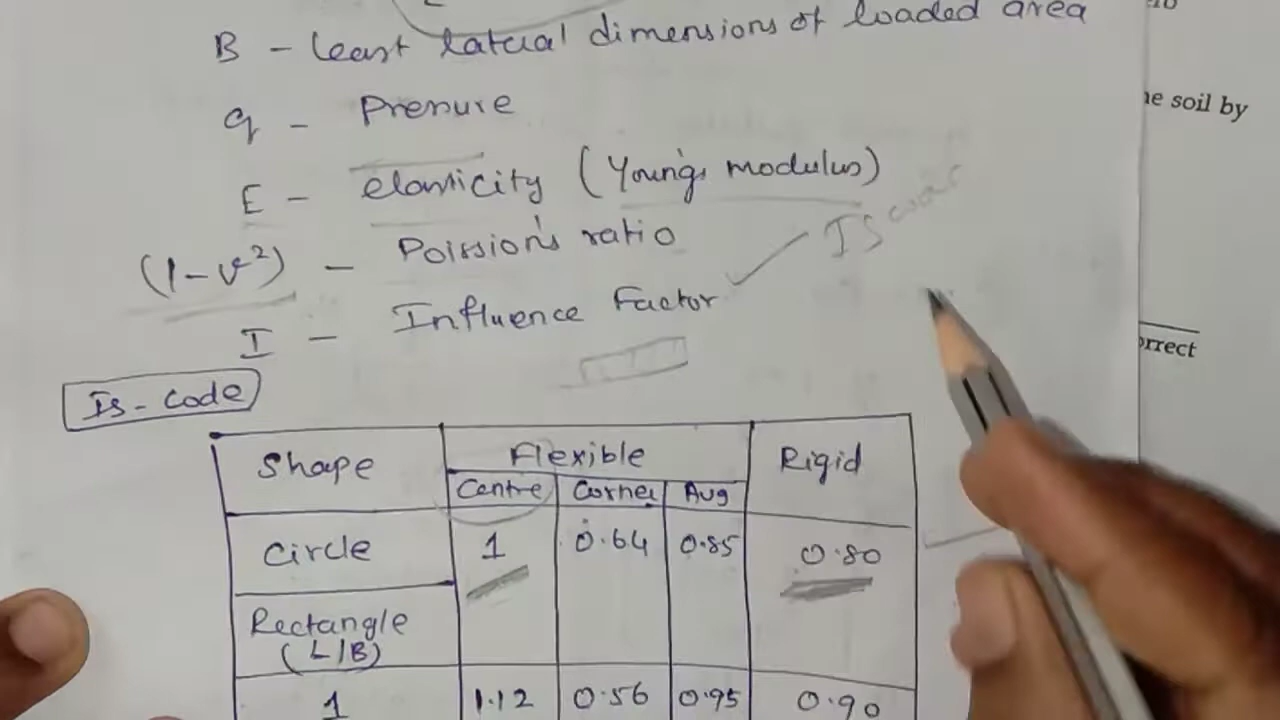 B - Least lateral dimensions of loaded area
q - Pressure
E - elasticity (Young's modulus)
(1-ν²) - Poission's ratio
I - Influence Factor
IS
Is - Code
Shape Flexible Rigid
Centre Corner Avg
Circle 1 0.64 0.85 0.80
Rectangle
(L/B)
1 1.12 0.56 0.95 0.90
soil by